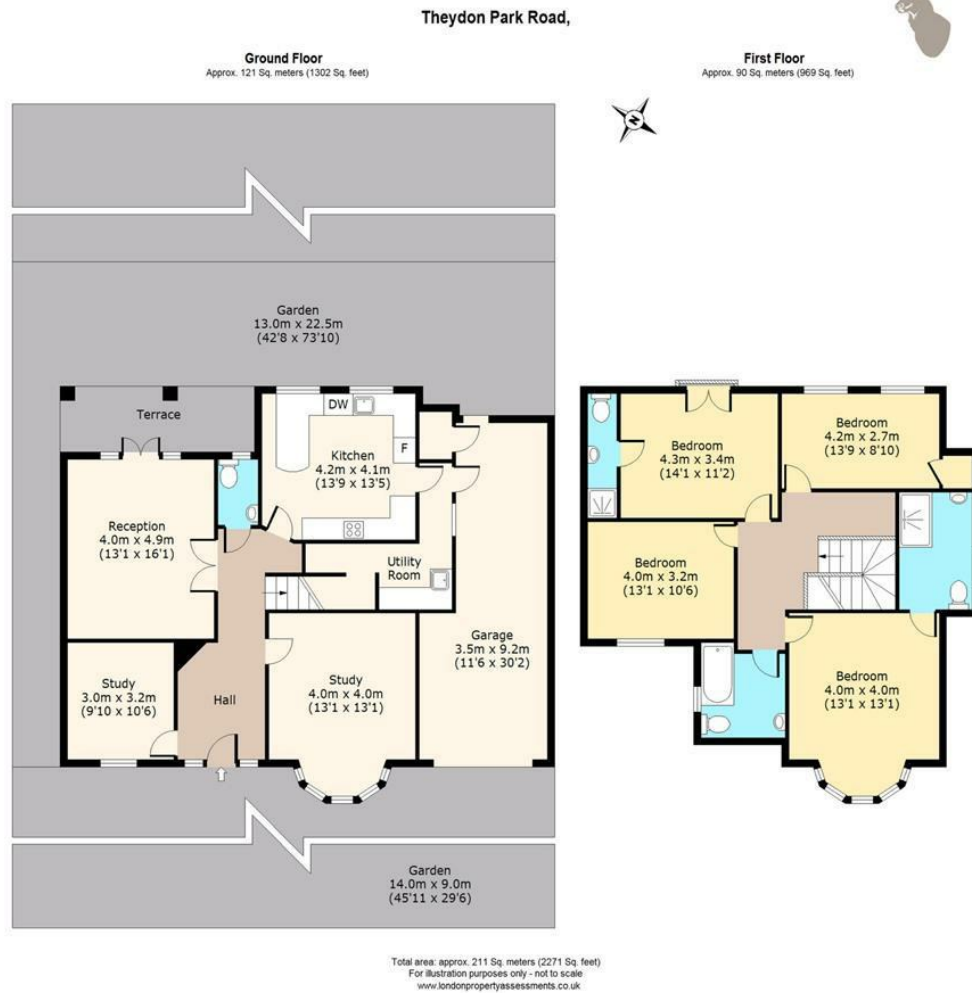 Theydon Park Road,
Ground Floor
Approx. 121 Sq. meters (1302 Sq. feet)
First Floor
Approx. 90 Sq. meters (969 Sq. feet)
N
Garden
13.0m x 22.5m
(42'8 x 73'10)
Terrace
DW
F
Kitchen
4.2m x 4.1m
(13'9 x 13'5)
Reception
4.0m x 4.9m
(13'1 x 16'1)
Utility
Room
Garage
3.5m x 9.2m
(11'6 x 30'2)
Study
3.0m x 3.2m
(9'10 x 10'6)
Hall
Study
4.0m x 4.0m
(13'1 x 13'1)
Garden
14.0m x 9.0m
(45'11 x 29'6)
Bedroom
4.3m x 3.4m
(14'1 x 11'2)
Bedroom
4.2m x 2.7m
(13'9 x 8'10)
Bedroom
4.0m x 3.2m
(13'1 x 10'6)
Bedroom
4.0m x 4.0m
(13'1 x 13'1)
Total area: approx. 211 Sq. meters (2271 Sq. feet)
For illustration purposes only - not to scale
www.londonpropertyassessments.co.uk